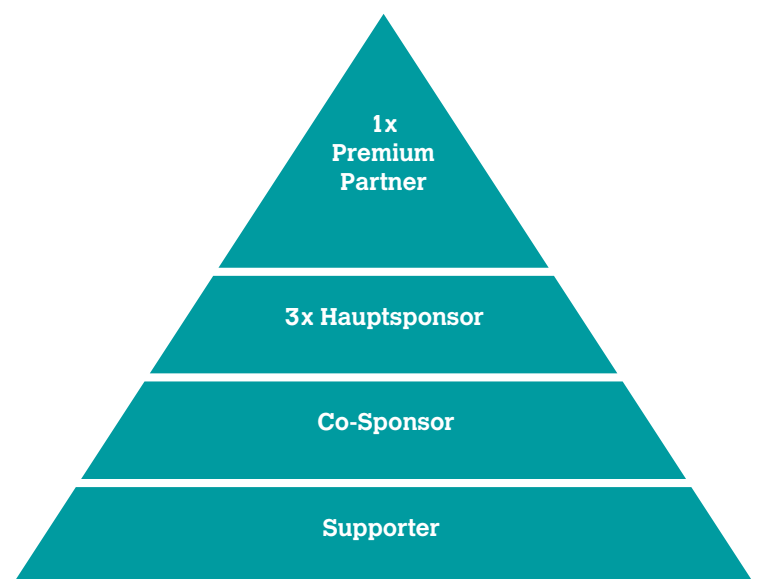 1x
Premium
Partner
3x Hauptsponsor
Co-Sponsor
Supporter